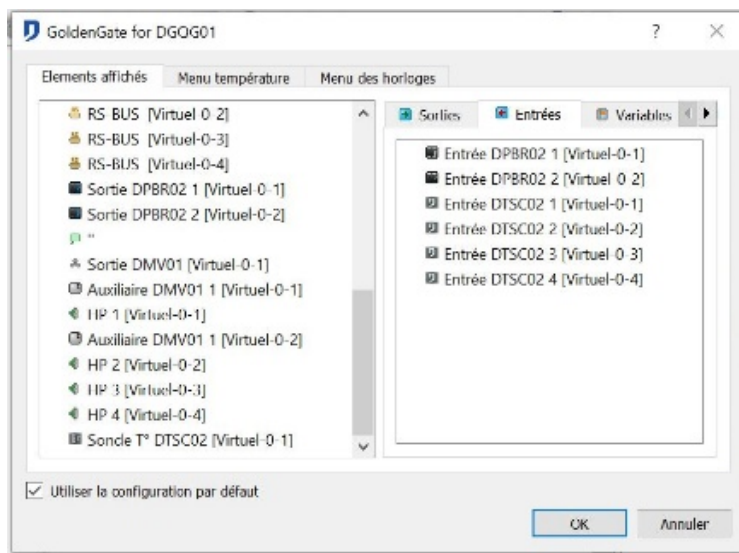 GoldenGate for DGQG01
Elements affichés Menu température Menu des horloges
RS-BUS [Virtuel-0-2]
RS-BUS [Virtuel-0-3]
RS-BUS [Virtuel-0-4]
Sortie DPBR02 1 [Virtuel-0-1]
Sortie DPBR02 2 [Virtuel-0-2]
""
Sortie DMV01 [Virtuel-0-1]
Auxiliaire DMV01 1 [Virtuel-0-1]
HP 1 [Virtuel-0-1]
Auxiliaire DMV01 1 [Virtuel-0-2]
HP 2 [Virtuel-0-2]
HP 3 [Virtuel-0-3]
HP 4 [Virtuel-0-4]
Sonde T° DTSC02 [Virtuel-0-1]
Sorties Entrées Variables
Entrée DPBR02 1 [Virtuel-0-1]
Entrée DPBR02 2 [Virtuel-0-2]
Entrée DTSC02 1 [Virtuel-0-1]
Entrée DTSC02 2 [Virtuel-0-2]
Entrée DTSC02 3 [Virtuel-0-3]
Entrée DTSC02 4 [Virtuel-0-4]
Utiliser la configuration par défaut
OK Annuler